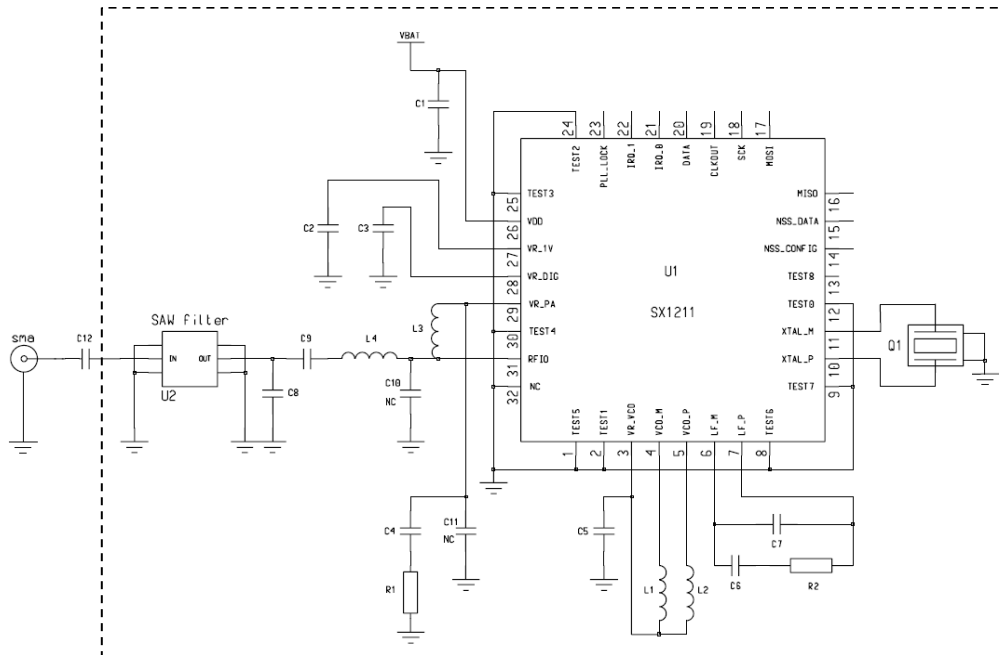 VBAT
C1
24 23 22 21 20 19 18 17
TEST2 PLL_LOCK IRQ_1 IRQ_0 DATA CLKOUT SCK MOSI
TEST3
25
VDD
26
VR_1V
27
VR_DIG
28
VR_PA
29
TEST4
30
RFIO
31
NC
32
MISO
16
NSS_DATA
15
NSS_CONFIG
14
TEST8
13
TEST0
12
XTAL_M
11
XTAL_P
10
TEST7
9
U1
SX1211
C2
C3
SAW filter
IN OUT
U2
sma
C12
C9
L4
L3
C8
C10
NC
Q1
TEST5 TEST1 VR_VCO VCO_M VCO_P LF_M LF_P TEST6
1 2 3 4 5 6 7 8
C4
C11
NC
R1
C5
L1
L2
C7
C6
R2